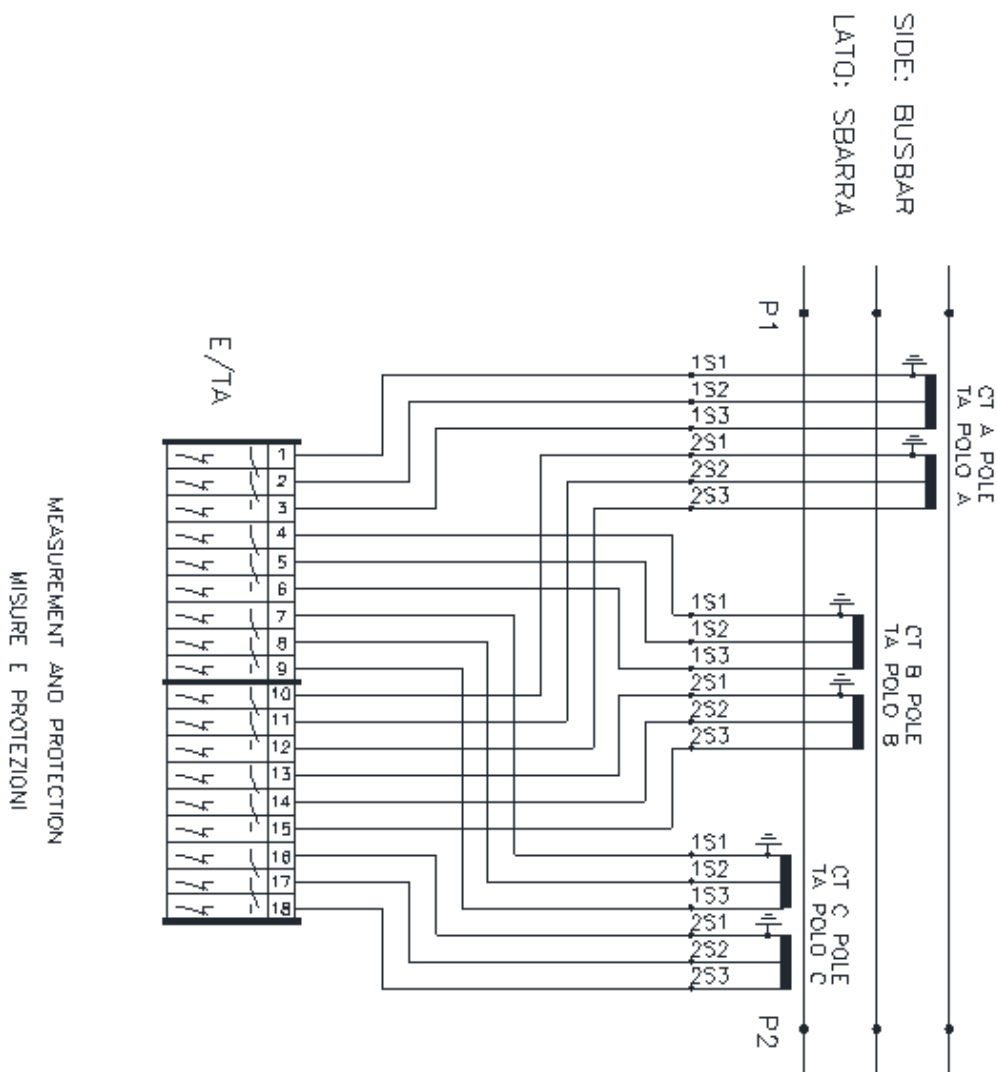 SIDE: BUSBAR
LATO: SBARRA
P1
CT A POLE
TA POLO A
1S1
1S2
1S3
2S1
2S2
2S3
CT B POLE
TA POLO B
1S1
1S2
1S3
2S1
2S2
2S3
CT C POLE
TA POLO C
1S1
1S2
1S3
2S1
2S2
2S3
P2
E/TA
1
2
3
4
5
6
7
8
9
10
11
12
13
14
15
16
17
18
MEASUREMENT AND PROTECTION
MISURE E PROTEZIONI